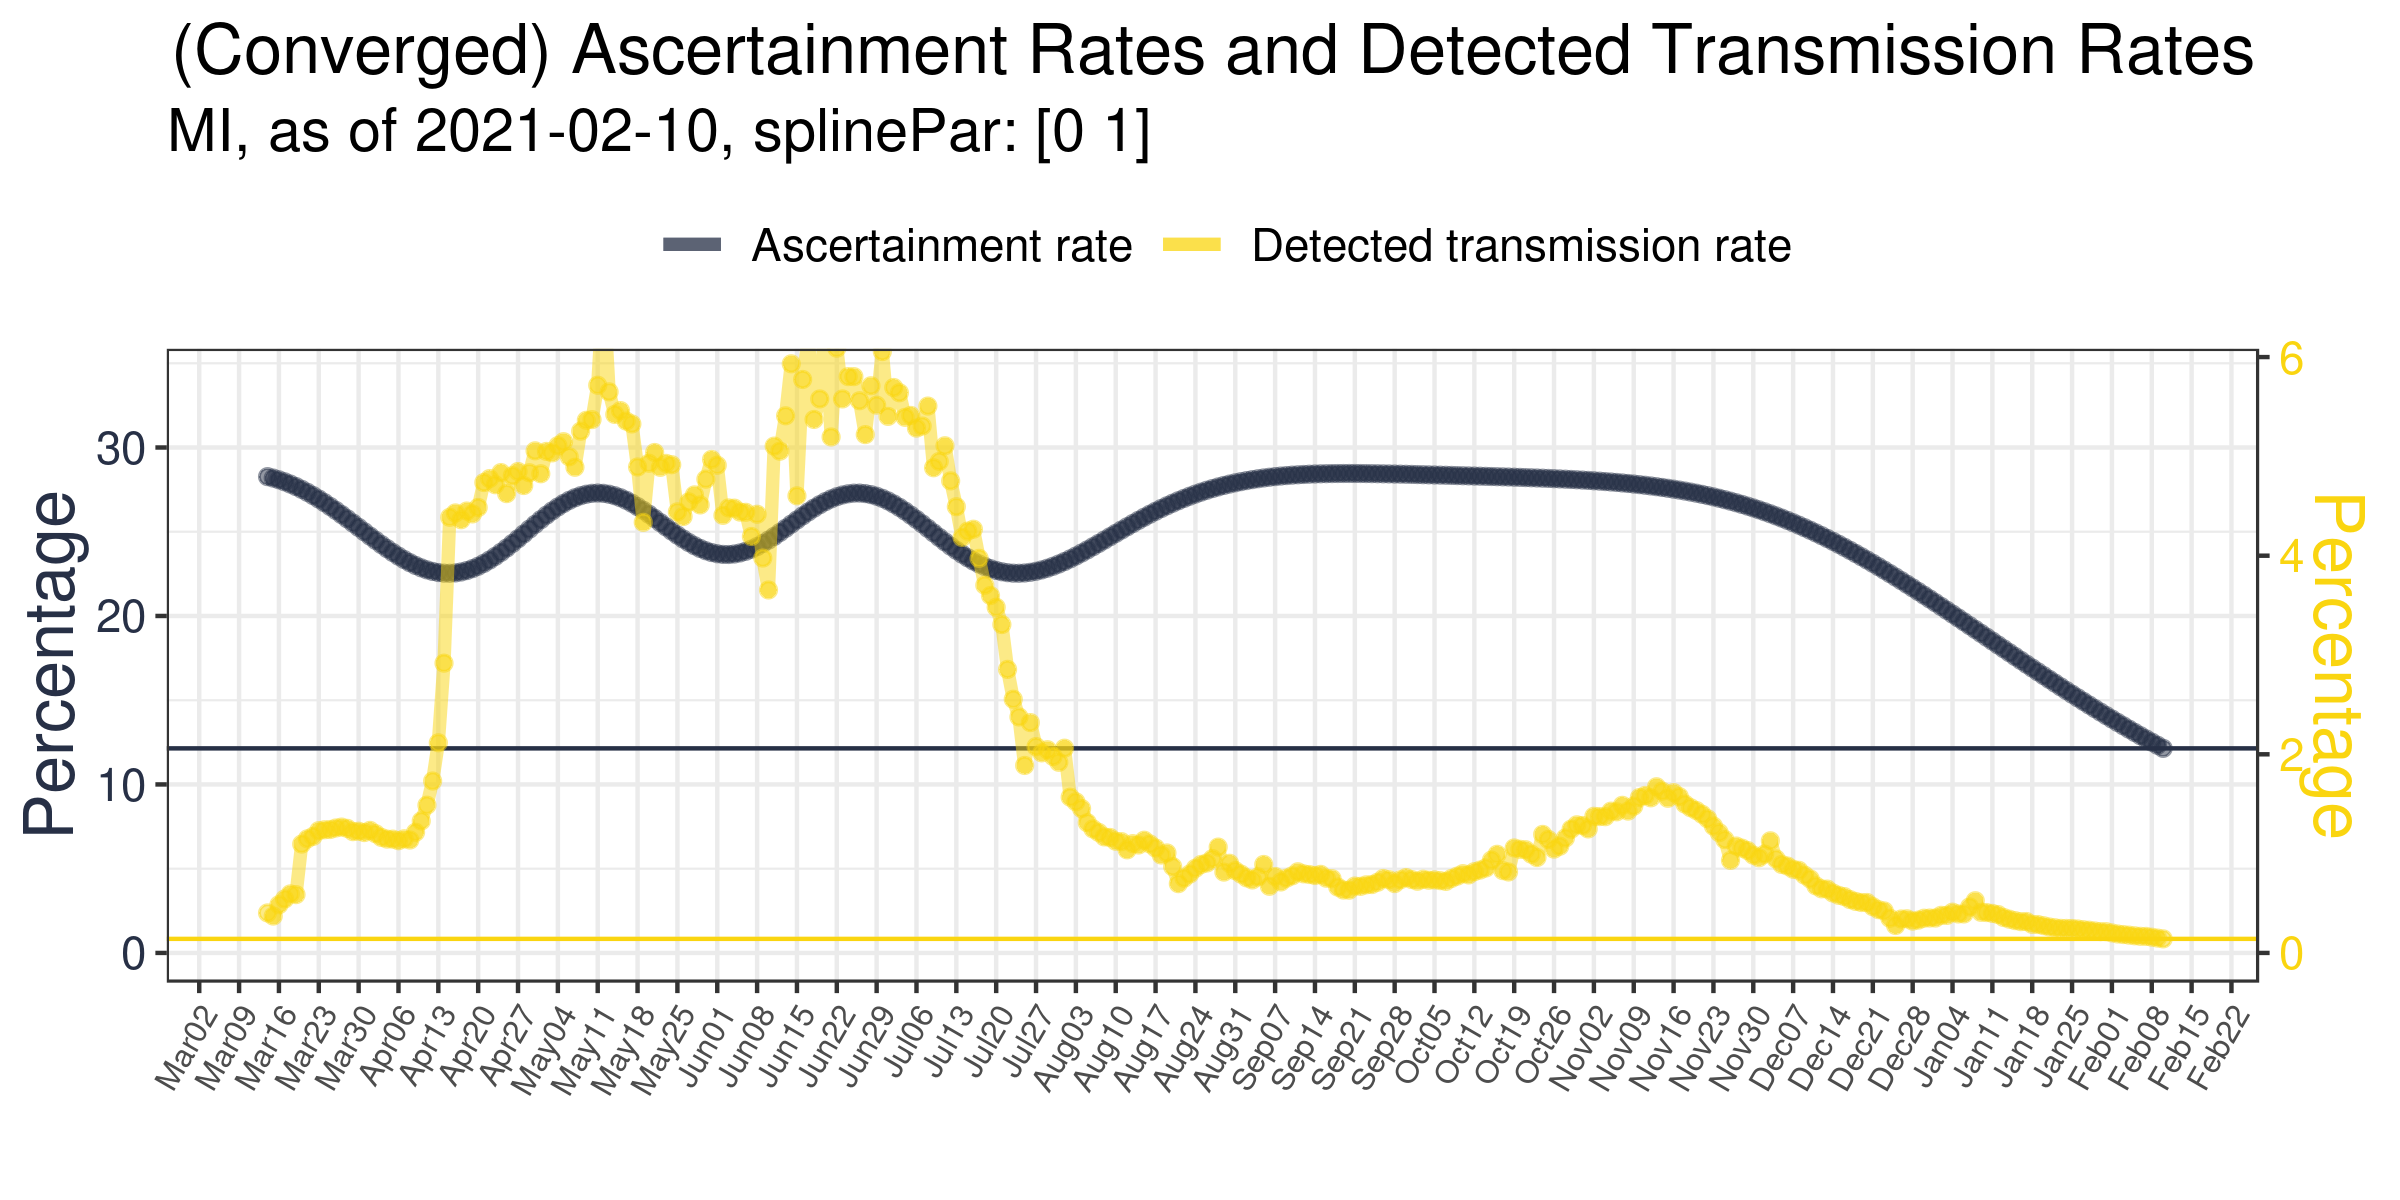 (Converged) Ascertainment Rates and Detected Transmission Rates
MI, as of 2021-02-10, splinePar: [0 1]
Ascertainment rate
Detected transmission rate
Percentage
30
20
10
0
6
4
2
0
Percentage
Mar02
Mar09
Mar16
Mar23
Mar30
Apr06
Apr13
Apr20
Apr27
May04
May11
May18
May25
Jun01
Jun08
Jun15
Jun22
Jun29
Jul06
Jul13
Jul20
Jul27
Aug03
Aug10
Aug17
Aug24
Aug31
Sep07
Sep14
Sep21
Sep28
Oct05
Oct12
Oct19
Oct26
Nov02
Nov09
Nov16
Nov23
Nov30
Dec07
Dec14
Dec21
Dec28
Jan04
Jan11
Jan18
Jan25
Feb01
Feb08
Feb15
Feb22